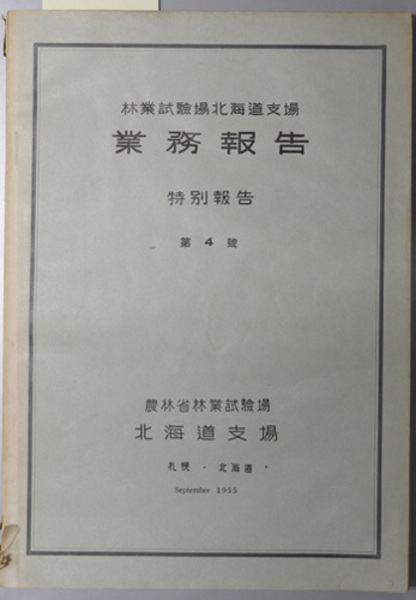 林業試驗場北海道支場
業務報告
特别報告
第 4 號
農林省林業試驗場
北海道支場
札幌・北海道
September 1955